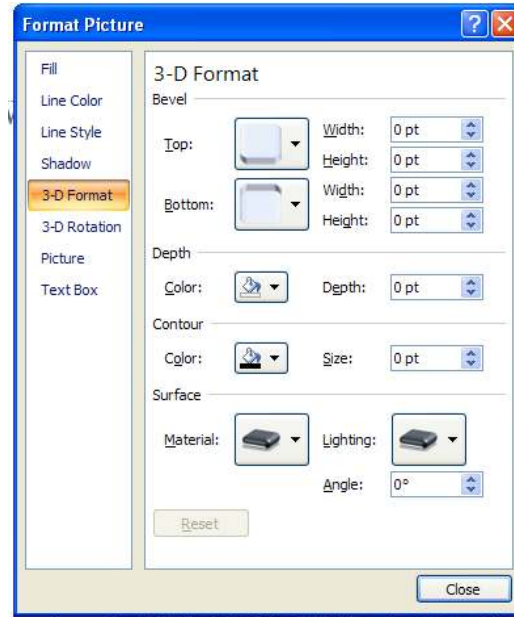 Format Picture
Fill
Line Color
Line Style
Shadow
3-D Format
3-D Rotation
Picture
Text Box
3-D Format
Bevel
Top:
Width: 0 pt
Height: 0 pt
Bottom:
Width: 0 pt
Height: 0 pt
Depth
Color:
Depth: 0 pt
Contour
Color:
Size: 0 pt
Surface
Material:
Lighting:
Angle: 0°
Reset
Close